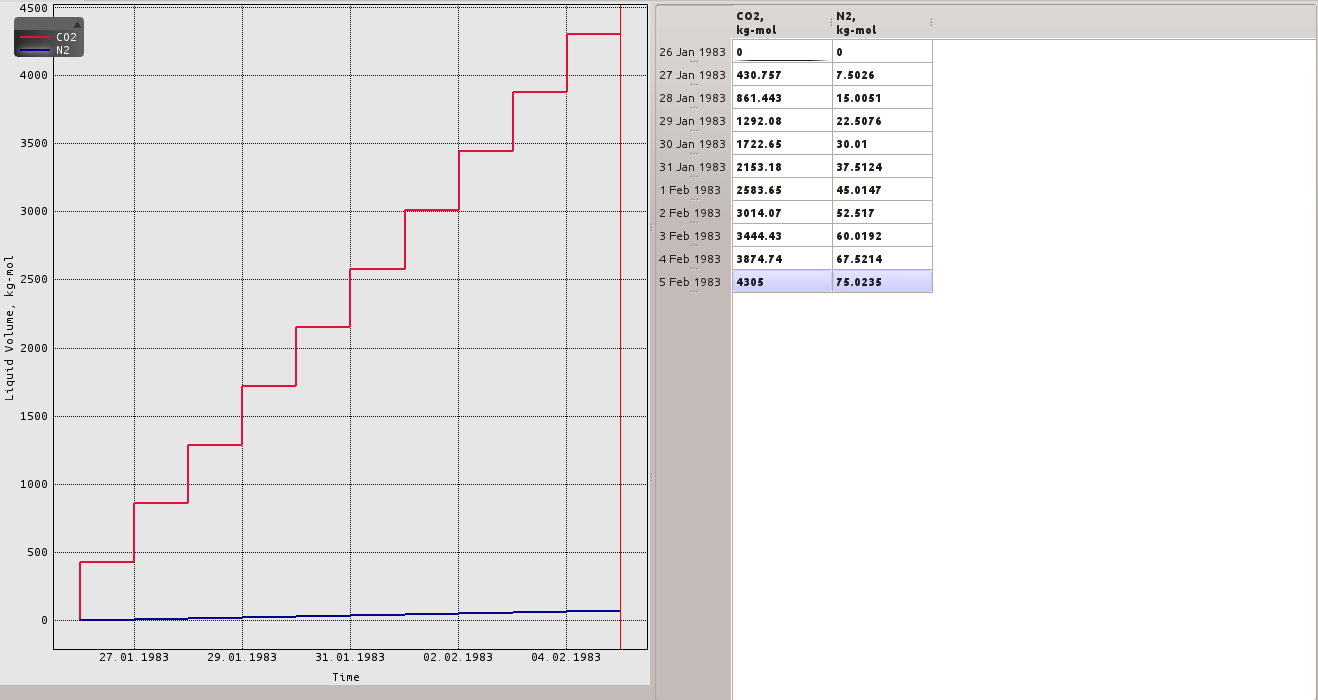 4500
CO2
N2
4000
3500
3000
2500
2000
1500
1000
500
0
Liquid Volume, kg-mol
27.01.1983 29.01.1983 31.01.1983 02.02.1983 04.02.1983
Time
CO2, N2,
kg-mol kg-mol
26 Jan 1983 ... 0 0
27 Jan 1983 ... 430.757 7.5026
28 Jan 1983 ... 861.443 15.0051
29 Jan 1983 ... 1292.08 22.5076
30 Jan 1983 ... 1722.65 30.01
31 Jan 1983 ... 2153.18 37.5124
1 Feb 1983 ... 2583.65 45.0147
2 Feb 1983 ... 3014.07 52.517
3 Feb 1983 ... 3444.43 60.0192
4 Feb 1983 ... 3874.74 67.5214
5 Feb 1983 ... 4305 75.0235